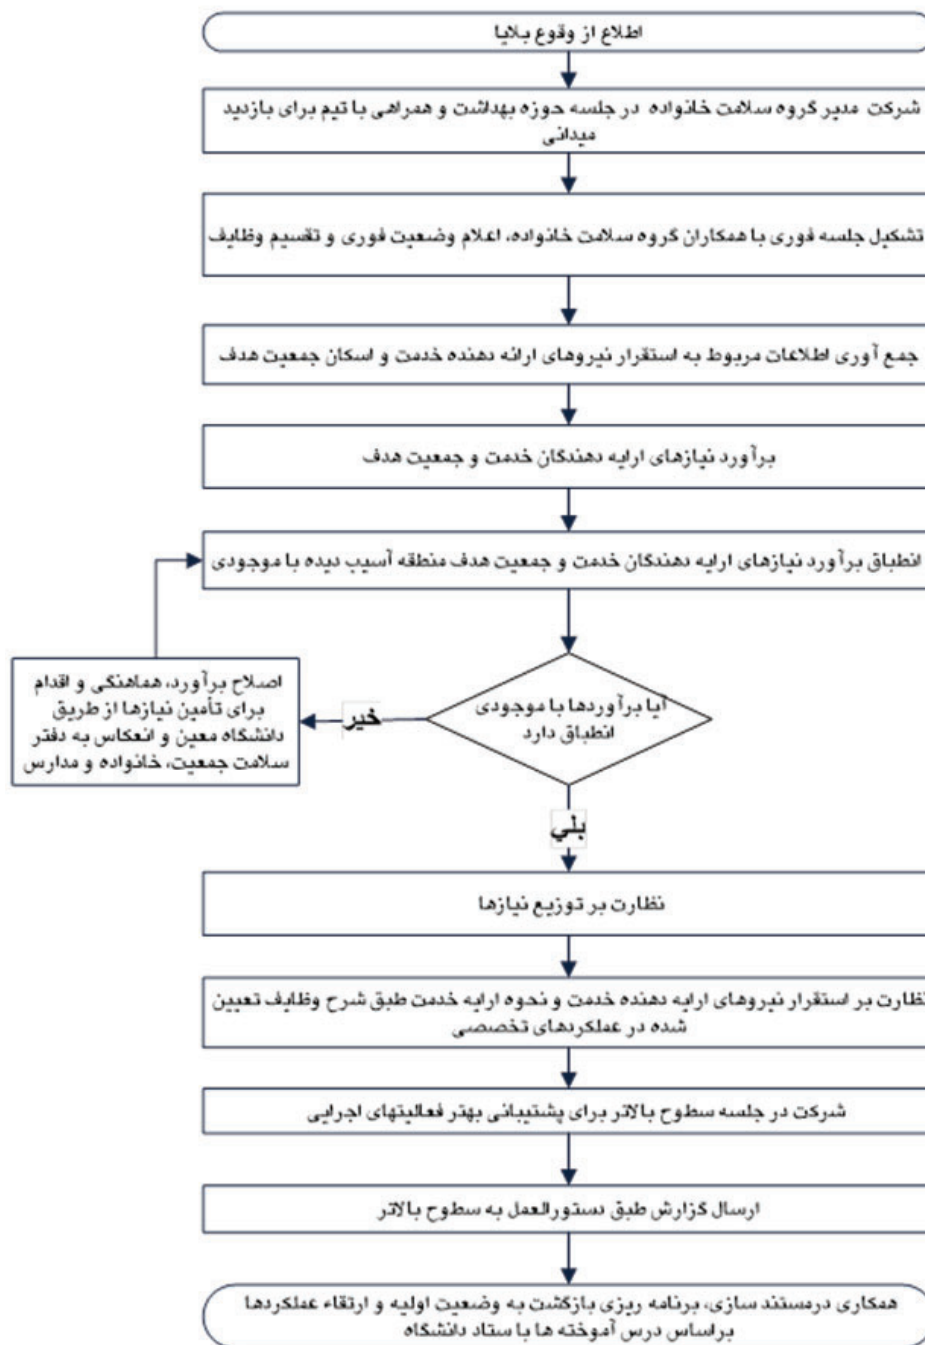 اطلاع از وقوع بلایا
شرکت مدیر گروه سلامت خانواده در جلسه حوزه بهداشت و همراهی با تیم برای بازدید
میدانی
تشکیل جلسه فوری با همکاران گروه سلامت خانواده، اعلام وضعیت فوری و تقسیم وظایف
جمع آوری اطلاعات مربوط به استقرار نیروهای ارائه دهنده خدمت و اسکان جمعیت هدف
برآورد نیازهای ارایه دهندگان خدمت و جمعیت هدف
انطباق برآورد نیازهای ارایه دهندگان خدمت و جمعیت هدف منطقه آسیب دیده با موجودی
آیا برآوردها با موجودی
انطباق دارد
خیر
اصلاح برآورد، هماهنگی و اقدام
برای تأمین نیازها از طریق
دانشگاه معین و انعکاس به دفتر
سلامت جمعیت، خانواده و مدارس
بلي
نظارت بر توزیع نیازها
نظارت بر استقرار نیروهای ارایه دهنده خدمت و نحوه ارایه خدمت طبق شرح وظایف تعیین
شده در عملکردهای تخصصی
شرکت در جلسه سطوح بالاتر برای پشتیبانی بهتر فعالیتهای اجرایی
ارسال گزارش طبق دستورالعمل به سطوح بالاتر
همکاری درمستند سازی، برنامه ریزی بازگشت به وضعیت اولیه و ارتقاء عملکردها
براساس درس آموخته ها با ستاد دانشگاه